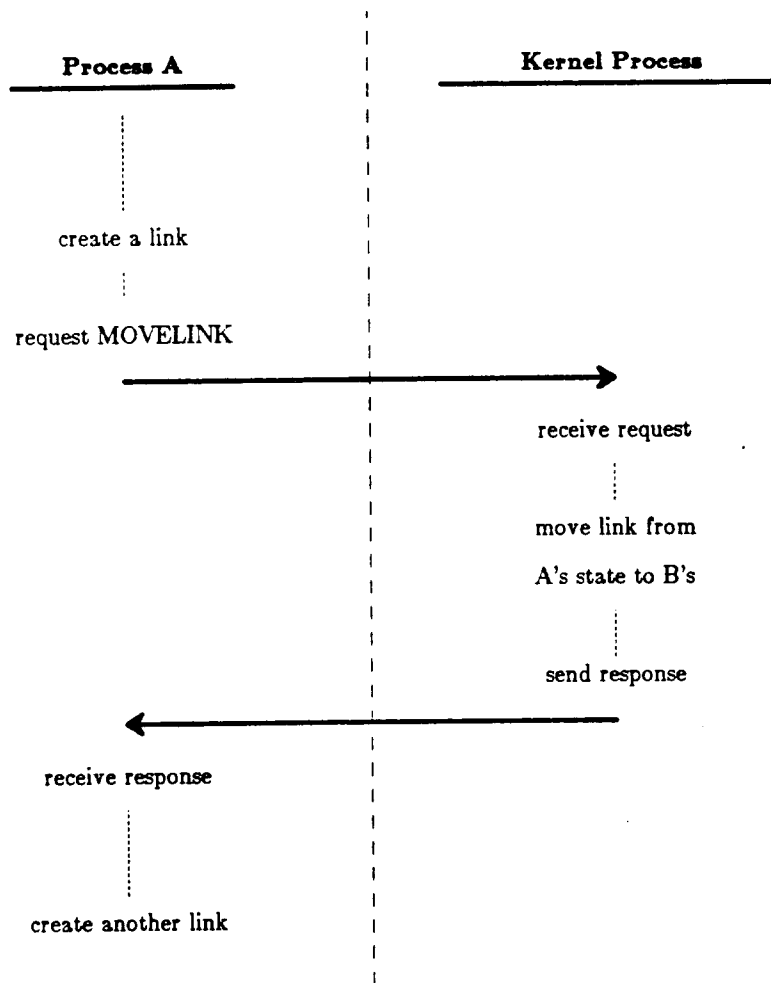 Process A
Kernel Process
create a link
request MOVELINK
receive request
move link from
A's state to B's
send response
receive response
create another link